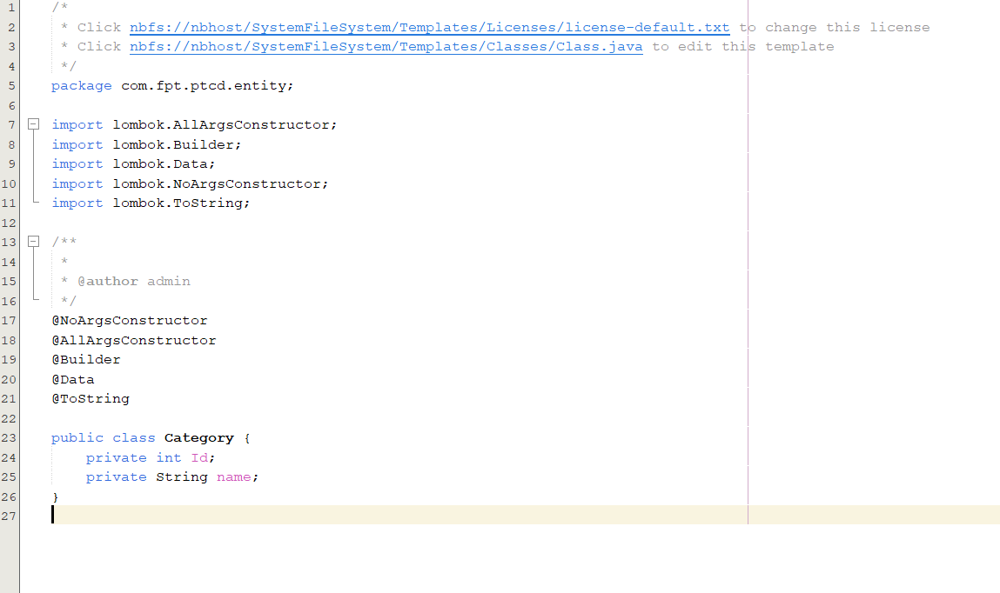 1 /*
2 * Click nbfs://nbhost/SystemFileSystem/Templates/Licenses/license-default.txt to change this license
3 * Click nbfs://nbhost/SystemFileSystem/Templates/Classes/Class.java to edit this template
4 */
5 package com.fpt.ptcd.entity;
6
7 import lombok.AllArgsConstructor;
8 import lombok.Builder;
9 import lombok.Data;
10 import lombok.NoArgsConstructor;
11 import lombok.ToString;
12
13 /**
14 *
15 * @author admin
16 */
17 @NoArgsConstructor
18 @AllArgsConstructor
19 @Builder
20 @Data
21 @ToString
22
23 public class Category {
24 private int Id;
25 private String name;
26 }
27